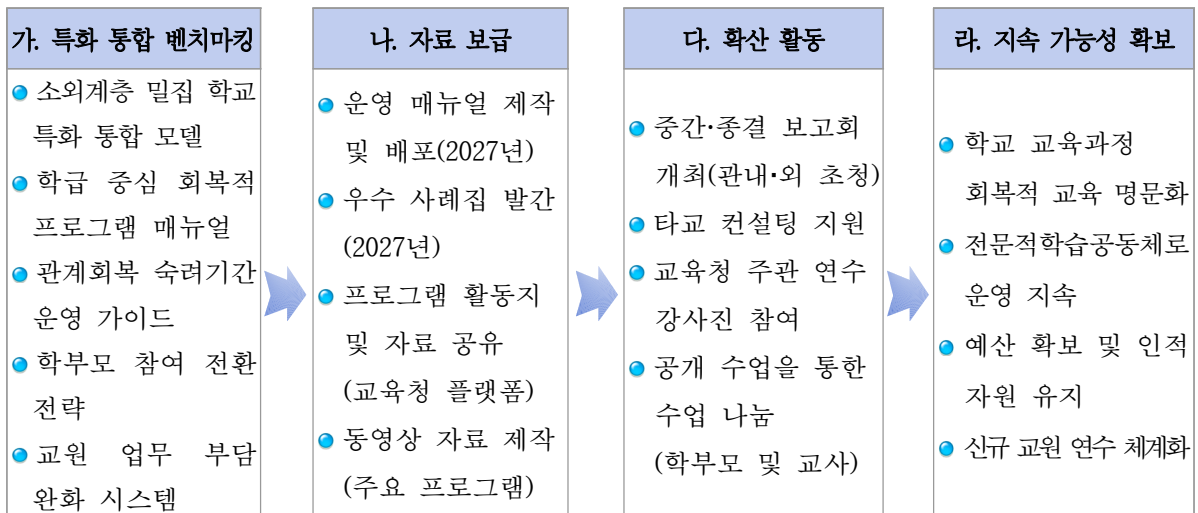 가. 특화 통합 벤치마킹
소외계층 밀집 학교
특화 통합 모델
학급 중심 회복적
프로그램 매뉴얼
관계회복 숙려기간
운영 가이드
학부모 참여 전환
전략
교원 업무 부담
완화 시스템
나. 자료 보급
운영 매뉴얼 제작
및 배포(2027년)
우수 사례집 발간
(2027년)
프로그램 활동지
및 자료 공유
(교육청 플랫폼)
동영상 자료 제작
(주요 프로그램)
다. 확산 활동
중간·종결 보고회
개최(관내·외 초청)
타교 컨설팅 지원
교육청 주관 연수
강사진 참여
공개 수업을 통한
수업 나눔
(학부모 및 교사)
라. 지속 가능성 확보
학교 교육과정
회복적 교육 명문화
전문적학습공동체로
운영 지속
예산 확보 및 인적
자원 유지
신규 교원 연수 체계화